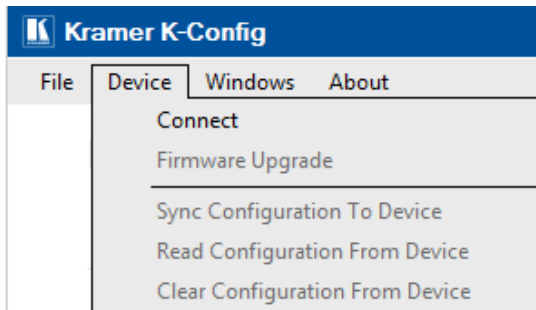 Kramer K-Config
File Device Windows About
Connect
Firmware Upgrade
Sync Configuration To Device
Read Configuration From Device
Clear Configuration From Device